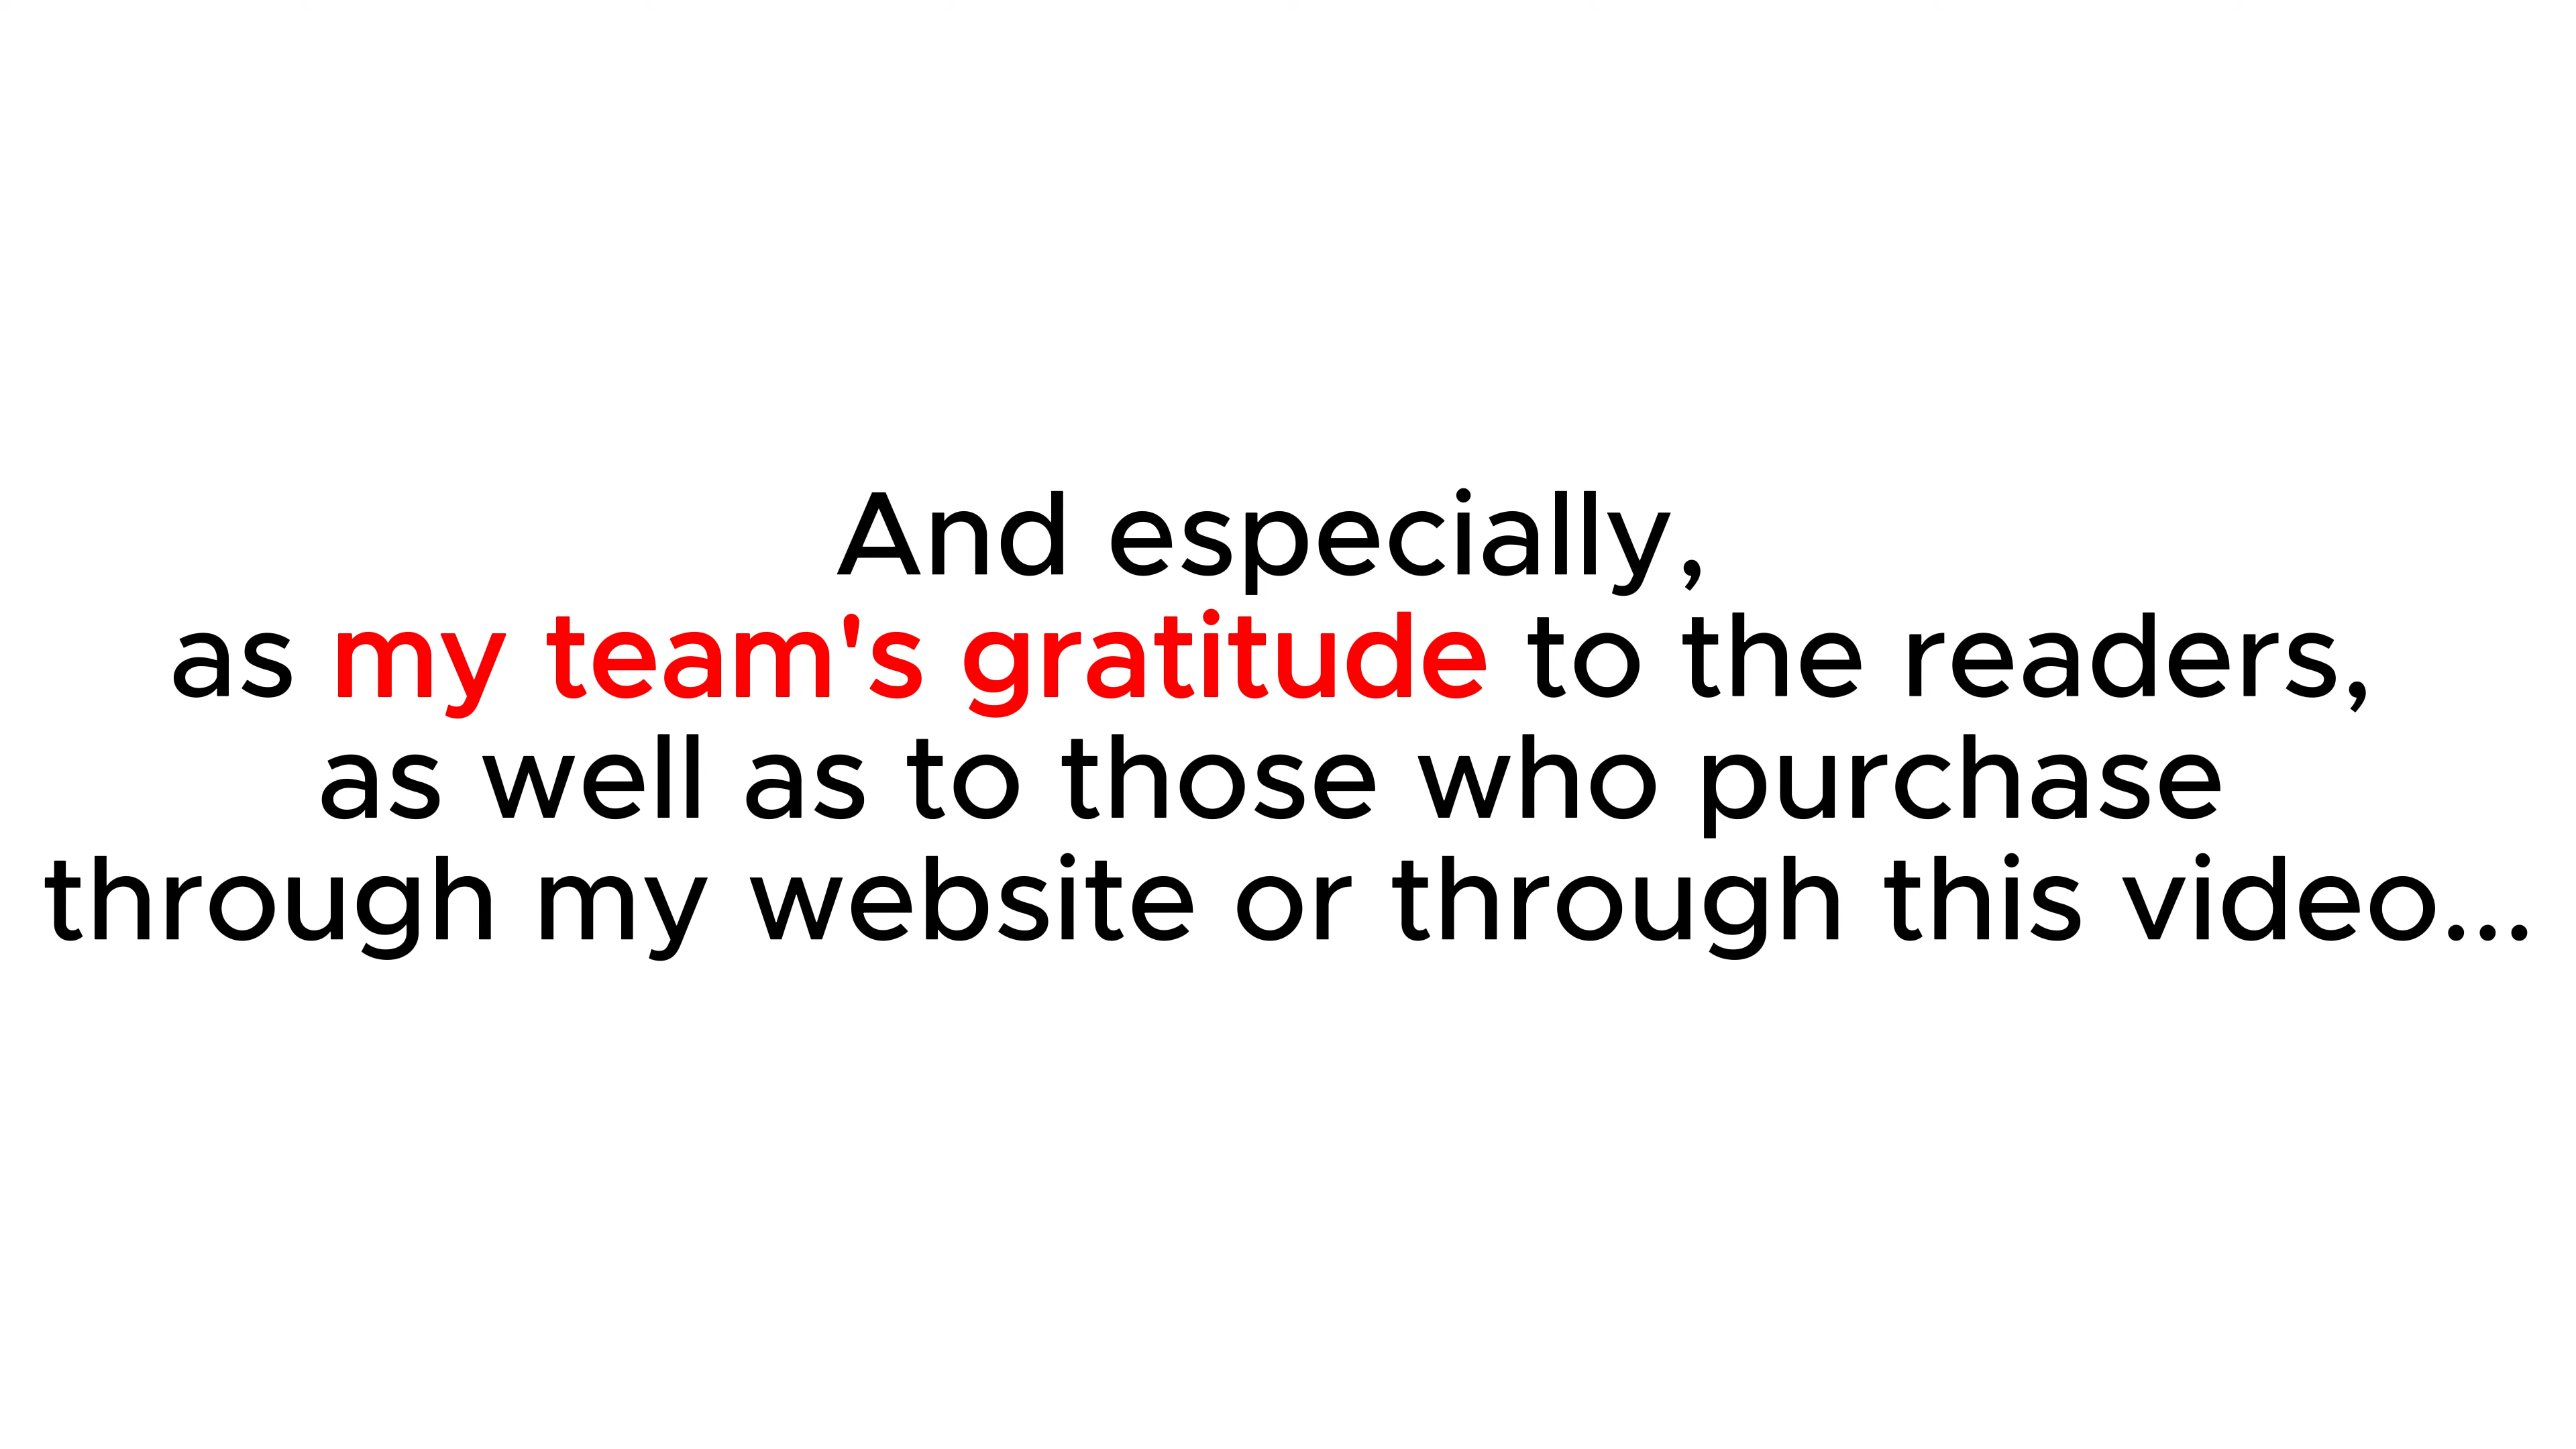 And especially,
as my team's gratitude to the readers,
as well as to those who purchase
through my website or through this video...